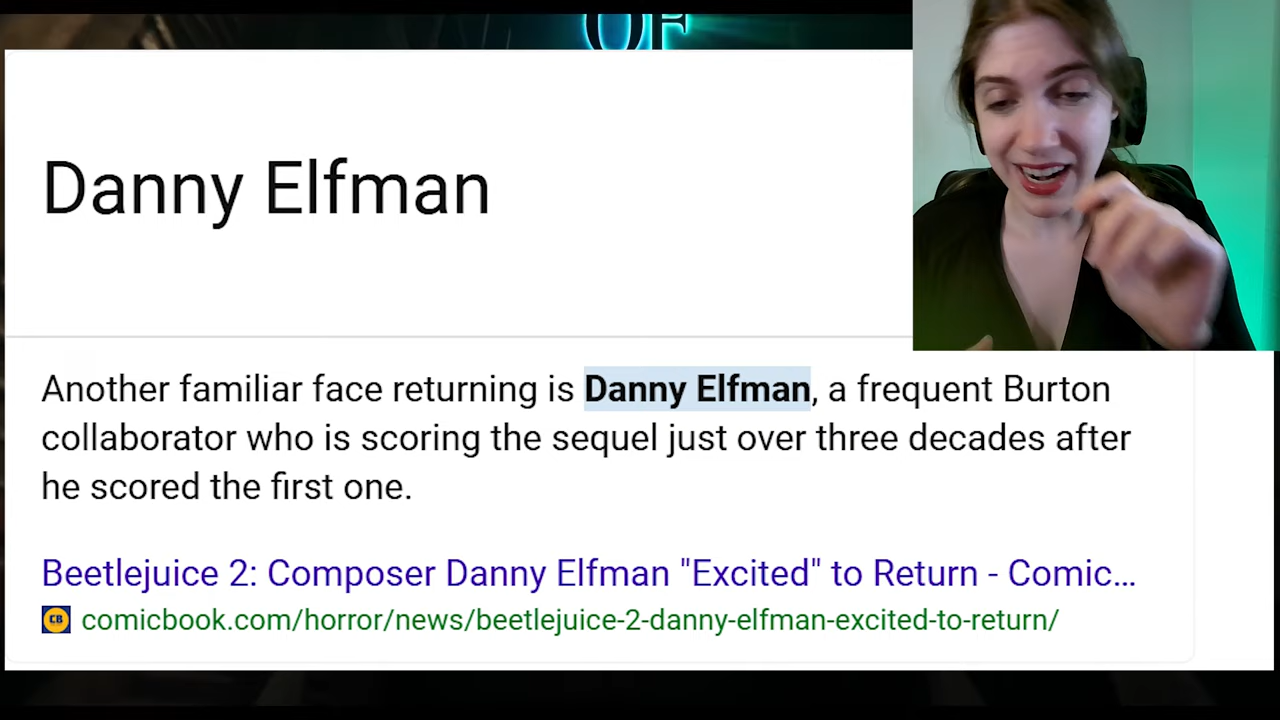 OF
Danny Elfman
Another familiar face returning is Danny Elfman, a frequent Burton
collaborator who is scoring the sequel just over three decades after
he scored the first one.
Beetlejuice 2: Composer Danny Elfman "Excited" to Return - Comic...
CB
comicbook.com/horror/news/beetlejuice-2-danny-elfman-excited-to-return/